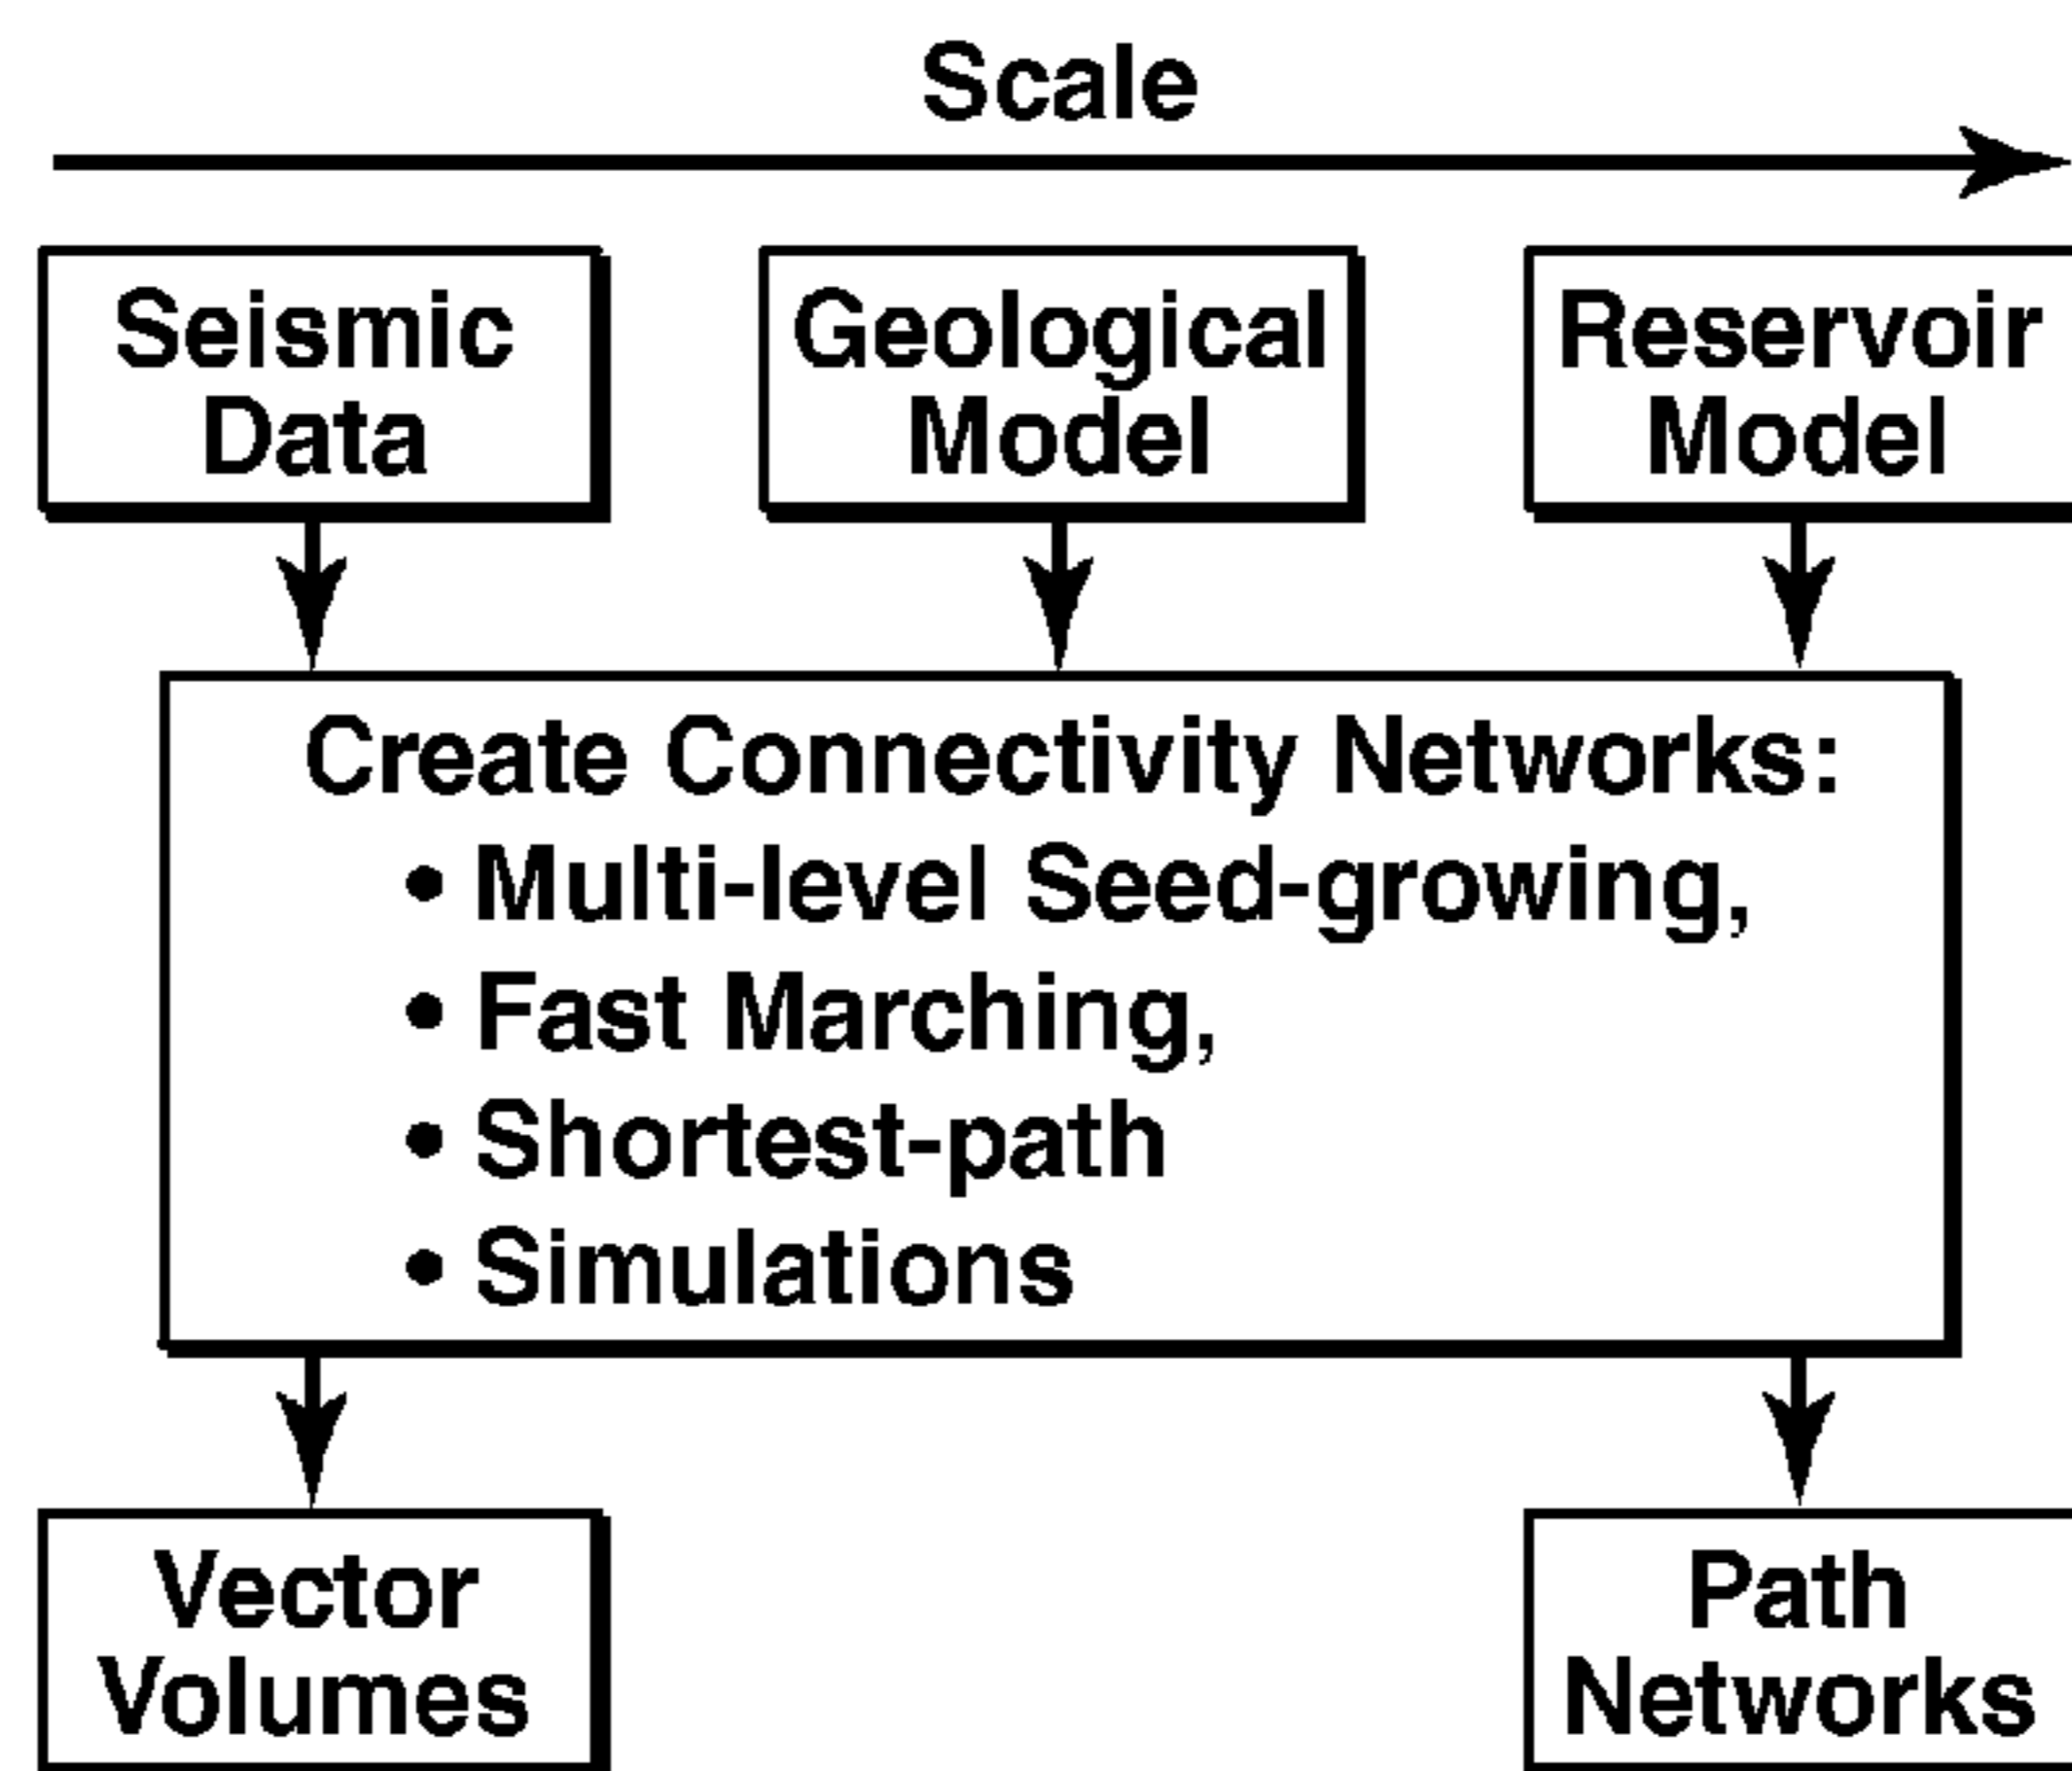 Scale
Seismic
Data
Geological
Model
Reservoir
Model
Create Connectivity Networks:
• Multi-level Seed-growing,
• Fast Marching,
• Shortest-path
• Simulations
Vector
Volumes
Path
Networks